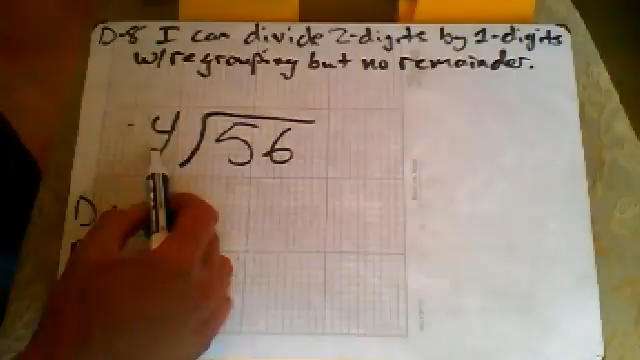 D-8 I can divide 2-digits by 1-digits
w/regrouping but no remainder.
4 56
D